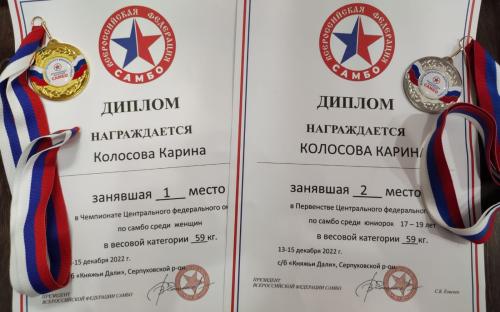 ВСЕРОССИЙСКАЯ ФЕДЕРАЦИЯ
САМБО
ДИПЛОМ
НАГРАЖДАЕТСЯ
Колосова Карина
занявшая 1 место
в Чемпионате Центрального федерального
по самбо среди женщин
в весовой категории 59 кг.
-15 декабря 2022 г.
«Княжьи Дали», Серпуховской р-он
ПРЕЗИДЕНТ
ВСЕРОССИЙСКОЙ ФЕДЕРАЦИИ САМБО
ВСЕРОССИЙСКАЯ ФЕДЕРАЦИЯ
САМБО
ДИПЛОМ
НАГРАЖДАЕТСЯ
КОЛОСОВА КАРИНА
занявшая 2 место
в Первенстве Центрального федерального
по самбо среди юниорок 17 – 19 лет
в весовой категории 59 кг.
13-15 декабря 2022 г.
с/б «Княжьи Дали», Серпуховской р-он.
ПРЕЗИДЕНТ
ВСЕРОССИЙСКОЙ ФЕДЕРАЦИИ САМБО
С.В. Елисеев